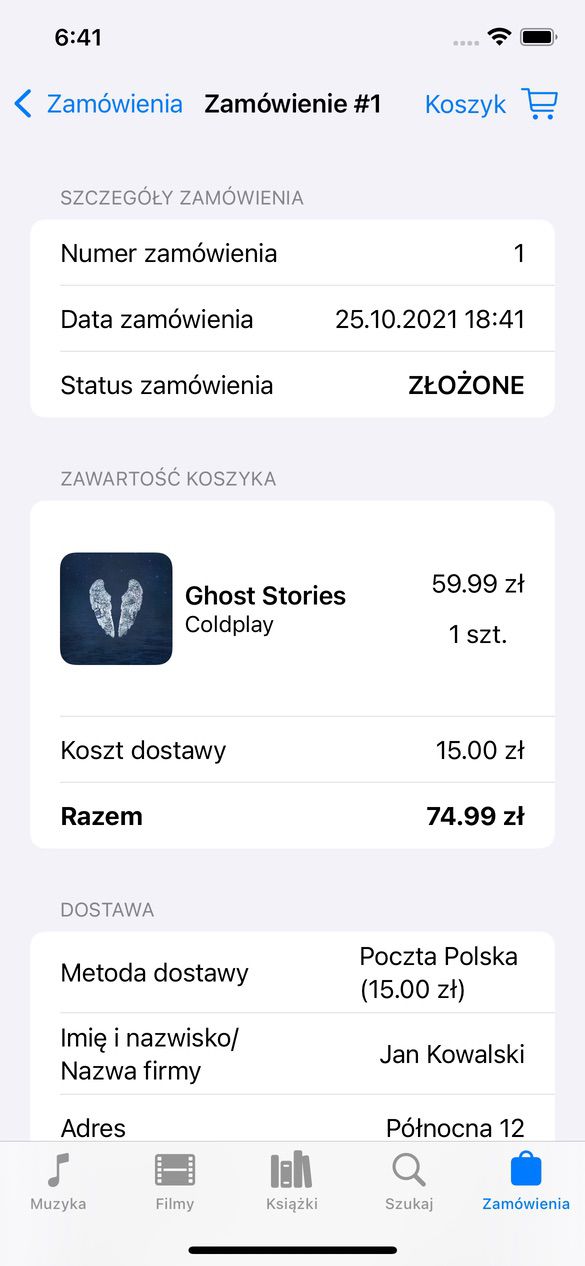 6:41
Zamówienia Zamówienie #1 Koszyk
SZCZEGÓŁY ZAMÓWIENIA
Numer zamówienia 1
Data zamówienia 25.10.2021 18:41
Status zamówienia ZŁOŻONE
ZAWARTOŚĆ KOSZYKA
Ghost Stories 59.99 zł
Coldplay 1 szt.
Koszt dostawy 15.00 zł
Razem 74.99 zł
DOSTAWA
Metoda dostawy Poczta Polska
(15.00 zł)
Imię i nazwisko/
Nazwa firmy Jan Kowalski
Adres Północna 12
Muzyka Filmy Książki Szukaj Zamówienia